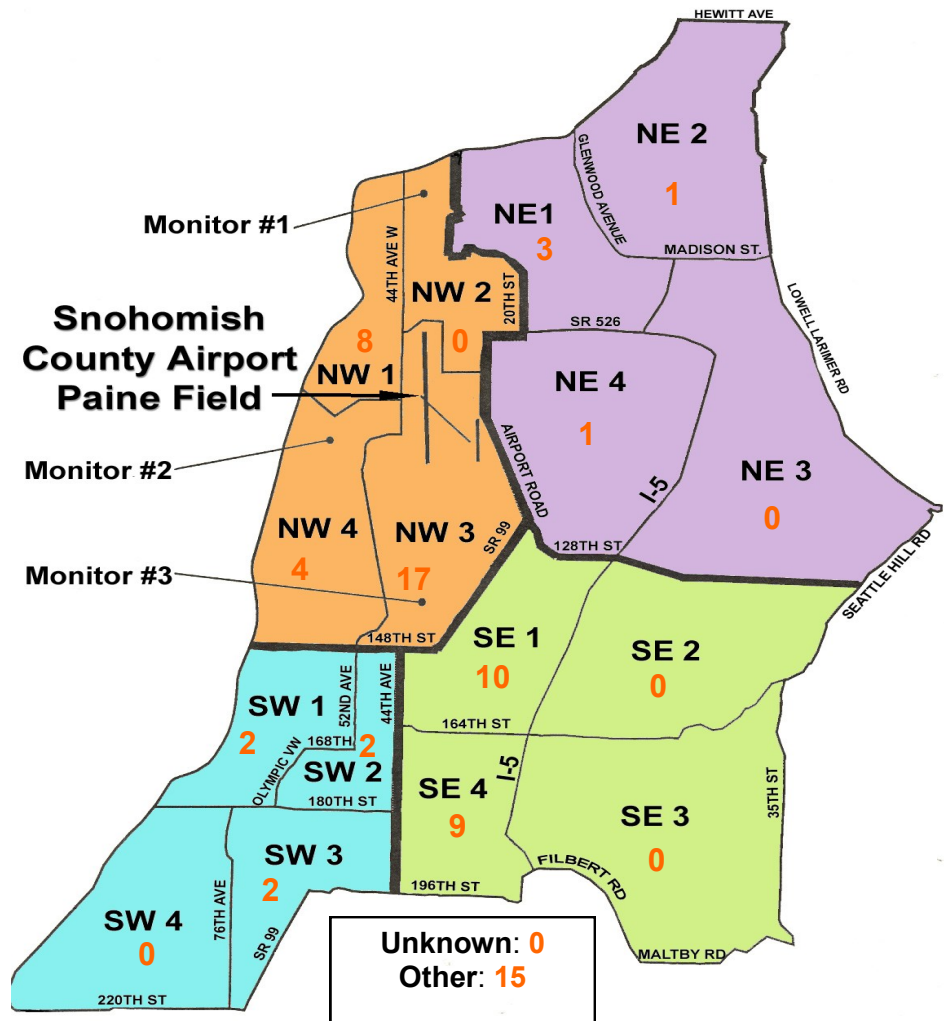 HEWITT AVE
NE 2
GLENWOOD AVENUE
1
Monitor #1
NE1
3
44TH AVE W
MADISON ST.
NW 2
20TH ST
LOWELL LARIMER RD
Snohomish
County Airport
Paine Field
8
0
SR 526
NW 1
NE 4
1
AIRPORT ROAD
Monitor #2
I-5
NE 3
0
NW 4
4
NW 3
17
SR 99
128TH ST
SEATTLE HILL RD
Monitor #3
148TH ST
SE 1
10
SE 2
0
SW 1
2
52ND AVE
44TH AVE
168TH
2
OLYMPIC VW
SW 2
180TH ST
164TH ST
I-5
SE 4
9
SE 3
0
35TH ST
SW 3
2
76TH AVE
SR 99
196TH ST
FILBERT RD
SW 4
0
MALTBY RD
220TH ST
Unknown: 0
Other: 15